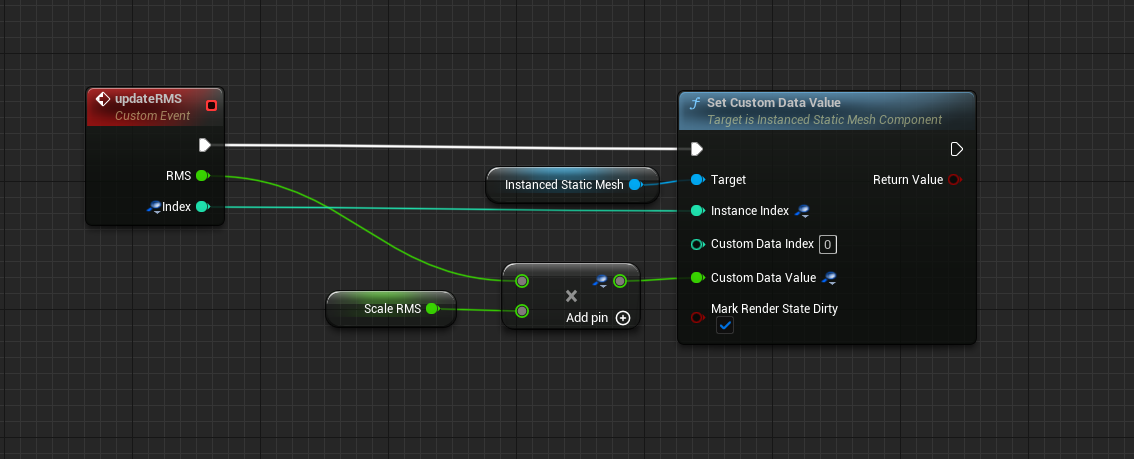 updateRMS
Custom Event
RMS
Index
Instanced Static Mesh
Scale RMS
Add pin
Set Custom Data Value
Target is Instanced Static Mesh Component
Target
Return Value
Instance Index
Custom Data Index 0
Custom Data Value
Mark Render State Dirty